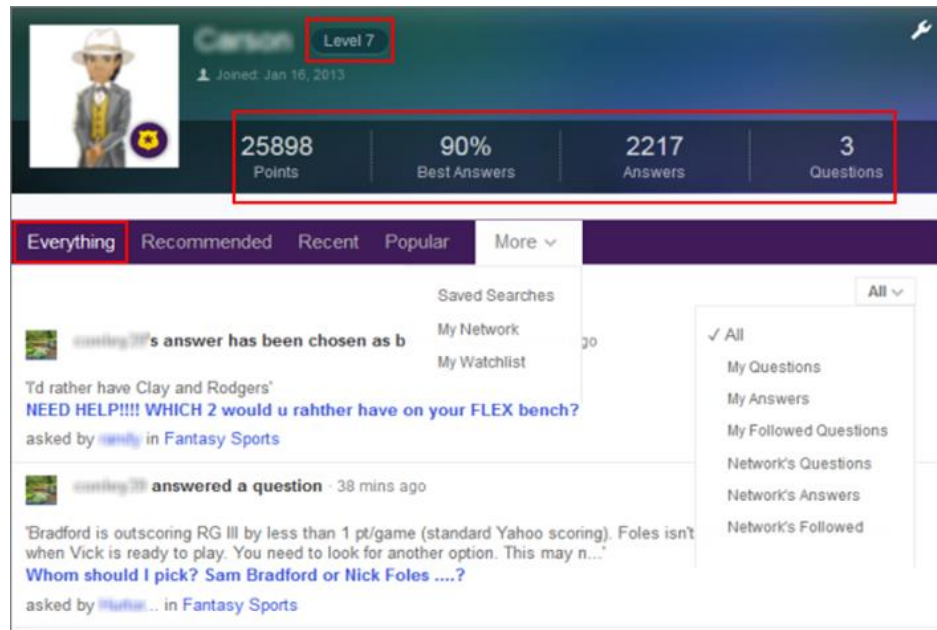 Carson Level 7
Joined: Jan 16, 2013
25898 90% 2217 3
Points Best Answers Answers Questions
Everything Recommended Recent Popular More
Saved Searches
My Network
My Watchlist
All
All
My Questions
My Answers
My Followed Questions
Network's Questions
Network's Answers
Network's Followed
's answer has been chosen as b go
'I'd rather have Clay and Rodgers'
NEED HELP!!!! WHICH 2 would u rahther have on your FLEX bench?
asked by in Fantasy Sports
answered a question · 38 mins ago
'Bradford is outscoring RG III by less than 1 pt/game (standard Yahoo scoring). Foles isn't
when Vick is ready to play. You need to look for another option. This may n...'
Whom should I pick? Sam Bradford or Nick Foles ....?
asked by ... in Fantasy Sports